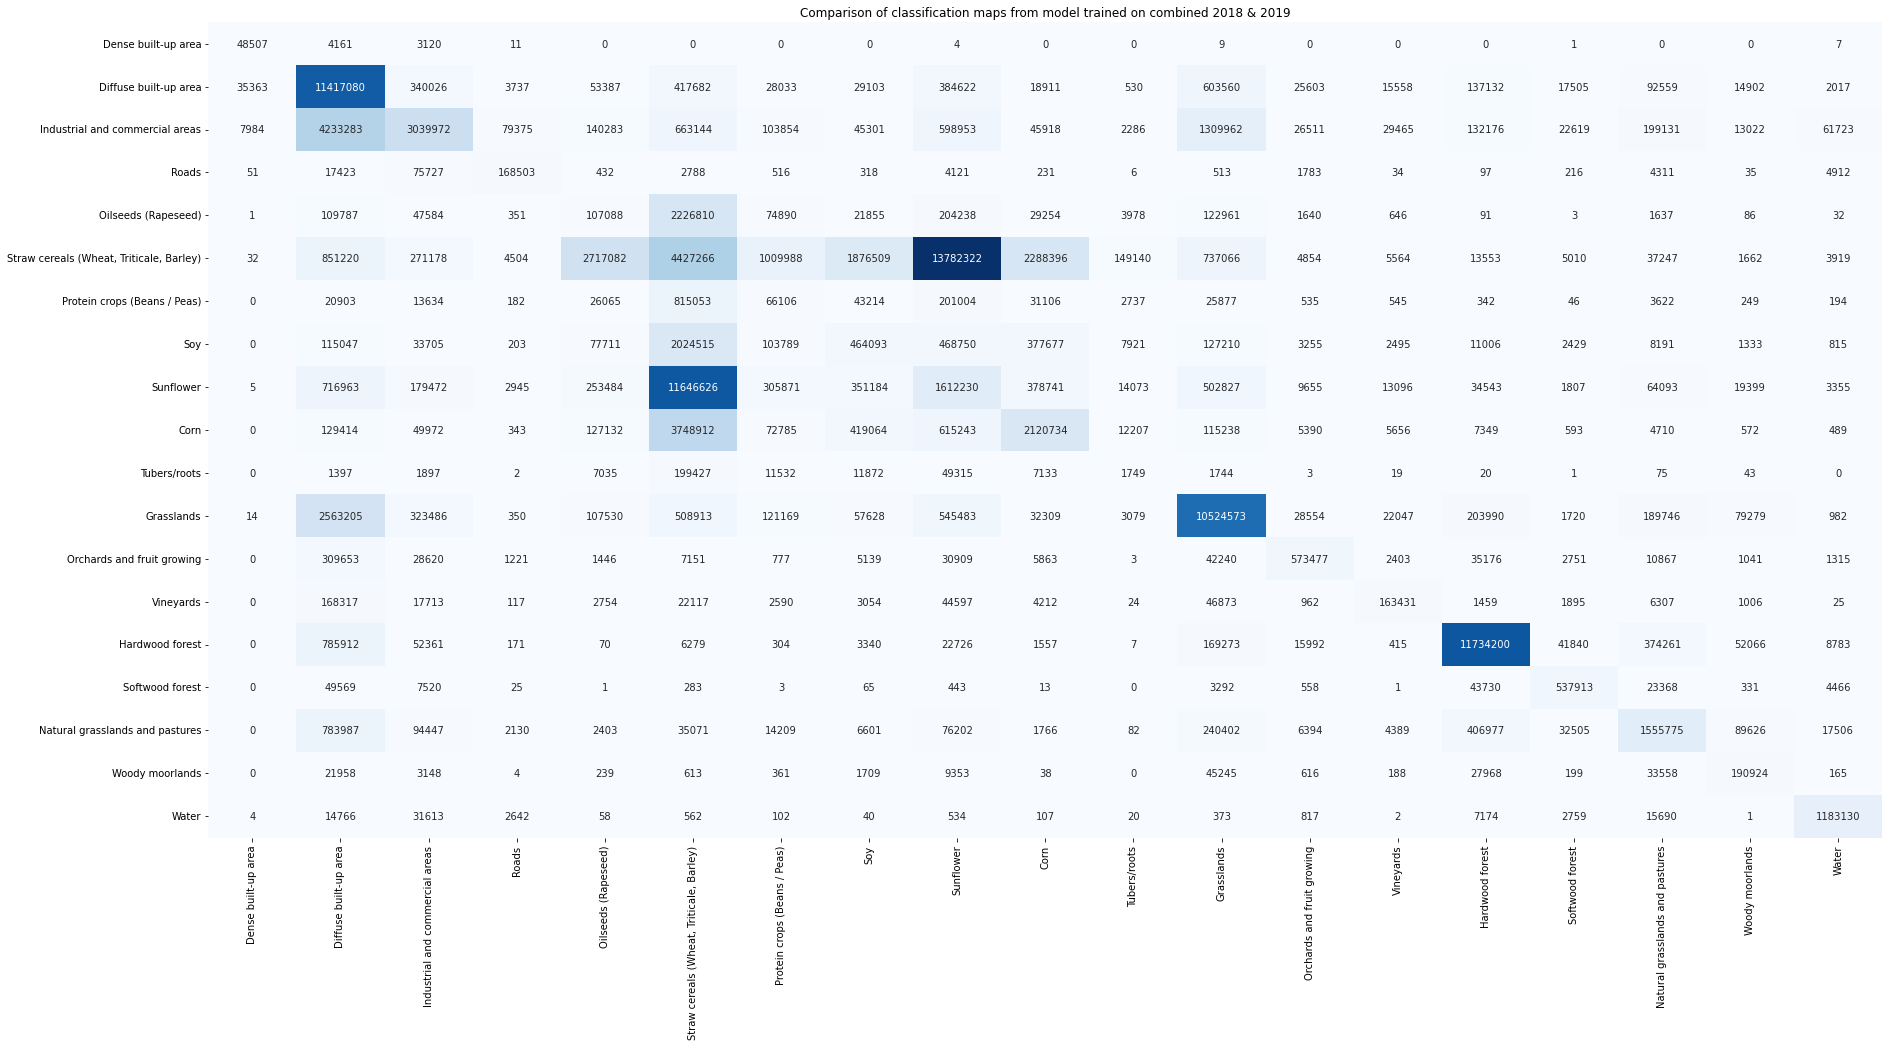 Comparison of classification maps from model trained on combined 2018 & 2019
Dense built-up area 48507 4161 3120 11 0 0 0 0 4 0 0 9 0 0 0 1 0 0 7
Diffuse built-up area 35363 11417080 340026 3737 53387 417682 28033 29103 384622 18911 530 603560 25603 15558 137132 17505 92559 14902 2017
Industrial and commercial areas 7984 4233283 3039972 79375 140283 663144 103854 45301 598953 45918 2286 1309962 26511 29465 132176 22619 199131 13022 61723
Roads 51 17423 75727 168503 432 2788 516 318 4121 231 6 513 1783 34 97 216 4311 35 4912
Oilseeds (Rapeseed) 1 109787 47584 351 107088 2226810 74890 21855 204238 29254 3978 122961 1640 646 91 3 1637 86 32
Straw cereals (Wheat, Triticale, Barley) 32 851220 271178 4504 2717082 4427266 1009988 1876509 13782322 2288396 149140 737066 4854 5564 13553 5010 37247 1662 3919
Protein crops (Beans / Peas) 0 20903 13634 182 26065 815053 66106 43214 201004 31106 2737 25877 535 545 342 46 3622 249 194
Soy 0 115047 33705 203 77711 2024515 103789 464093 468750 377677 7921 127210 3255 2495 11006 2429 8191 1333 815
Sunflower 5 716963 179472 2945 253484 11646626 305871 351184 1612230 378741 14073 502827 9655 13096 34543 1807 64093 19399 3355
Corn 0 129414 49972 343 127132 3748912 72785 419064 615243 2120734 12207 115238 5390 5656 7349 593 4710 572 489
Tubers/roots 0 1397 1897 2 7035 199427 11532 11872 49315 7133 1749 1744 3 19 20 1 75 43 0
Grasslands 14 2563205 323486 350 107530 508913 121169 57628 545483 32309 3079 10524573 28554 22047 203990 1720 189746 79279 982
Orchards and fruit growing 0 309653 28620 1221 1446 7151 777 5139 30909 5863 3 42240 573477 2403 35176 2751 10867 1041 1315
Vineyards 0 168317 17713 117 2754 22117 2590 3054 44597 4212 24 46873 962 163431 1459 1895 6307 1006 25
Hardwood forest 0 785912 52361 171 70 6279 304 3340 22726 1557 7 169273 15992 415 11734200 41840 374261 52066 8783
Softwood forest 0 49569 7520 25 1 283 3 65 443 13 0 3292 558 1 43730 537913 23368 331 4466
Natural grasslands and pastures 0 783987 94447 2130 2403 35071 14209 6601 76202 1766 82 240402 6394 4389 406977 32505 1555775 89626 17506
Woody moorlands 0 21958 3148 4 239 613 361 1709 9353 38 0 45245 616 188 27968 199 33558 190924 165
Water 4 14766 31613 2642 58 562 102 40 534 107 20 373 817 2 7174 2759 15690 1 1183130
Dense built-up area
Diffuse built-up area
Industrial and commercial areas
Roads
Oilseeds (Rapeseed)
Straw cereals (Wheat, Triticale, Barley)
Protein crops (Beans / Peas)
Soy
Sunflower
Corn
Tubers/roots
Grasslands
Orchards and fruit growing
Vineyards
Hardwood forest
Softwood forest
Natural grasslands and pastures
Woody moorlands
Water